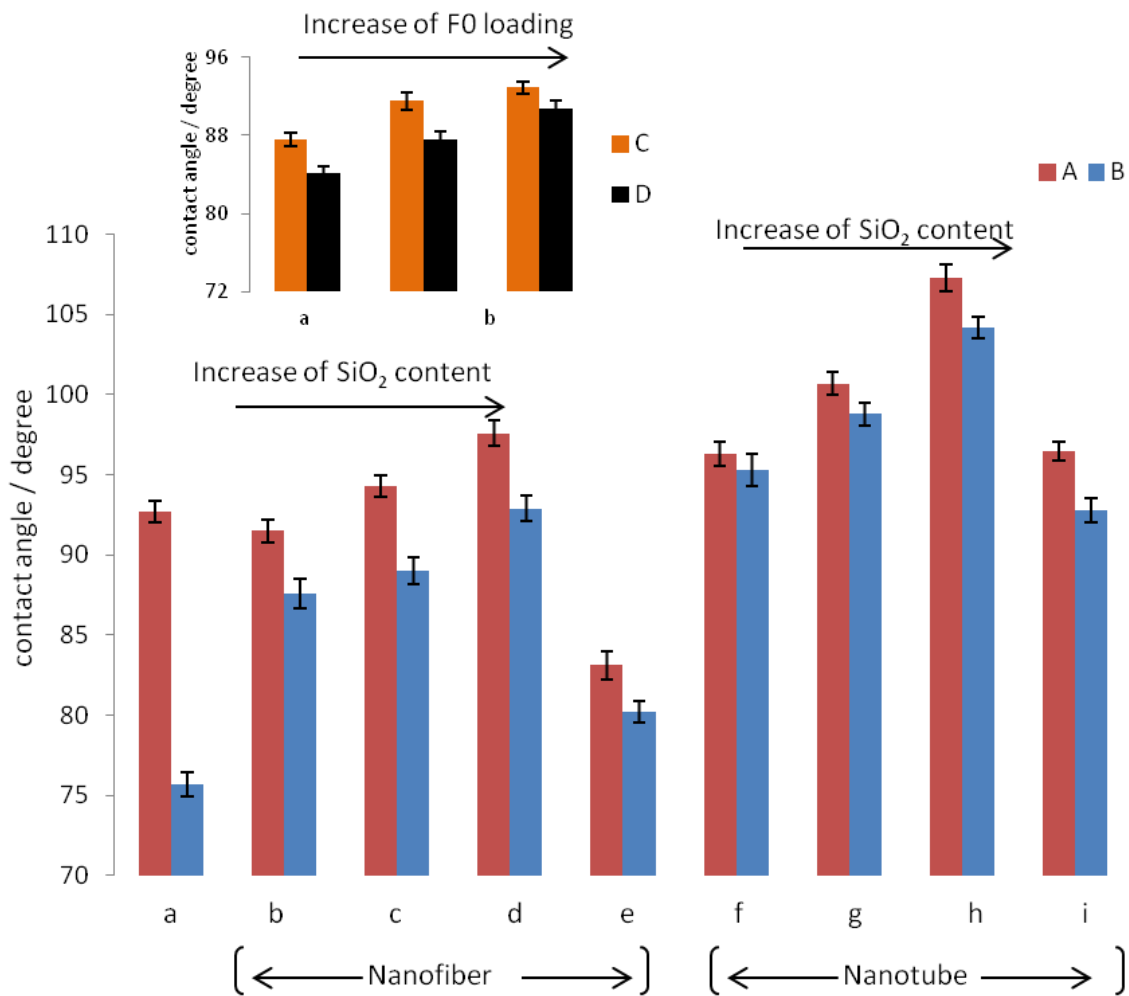 Increase of F0 loading
contact angle / degree
96
88
80
72
a b
C
D
A B
Increase of SiO₂ content
Increase of SiO₂ content
contact angle / degree
110
105
100
95
90
85
80
75
70
a b c d e f g h i
Nanofiber Nanotube